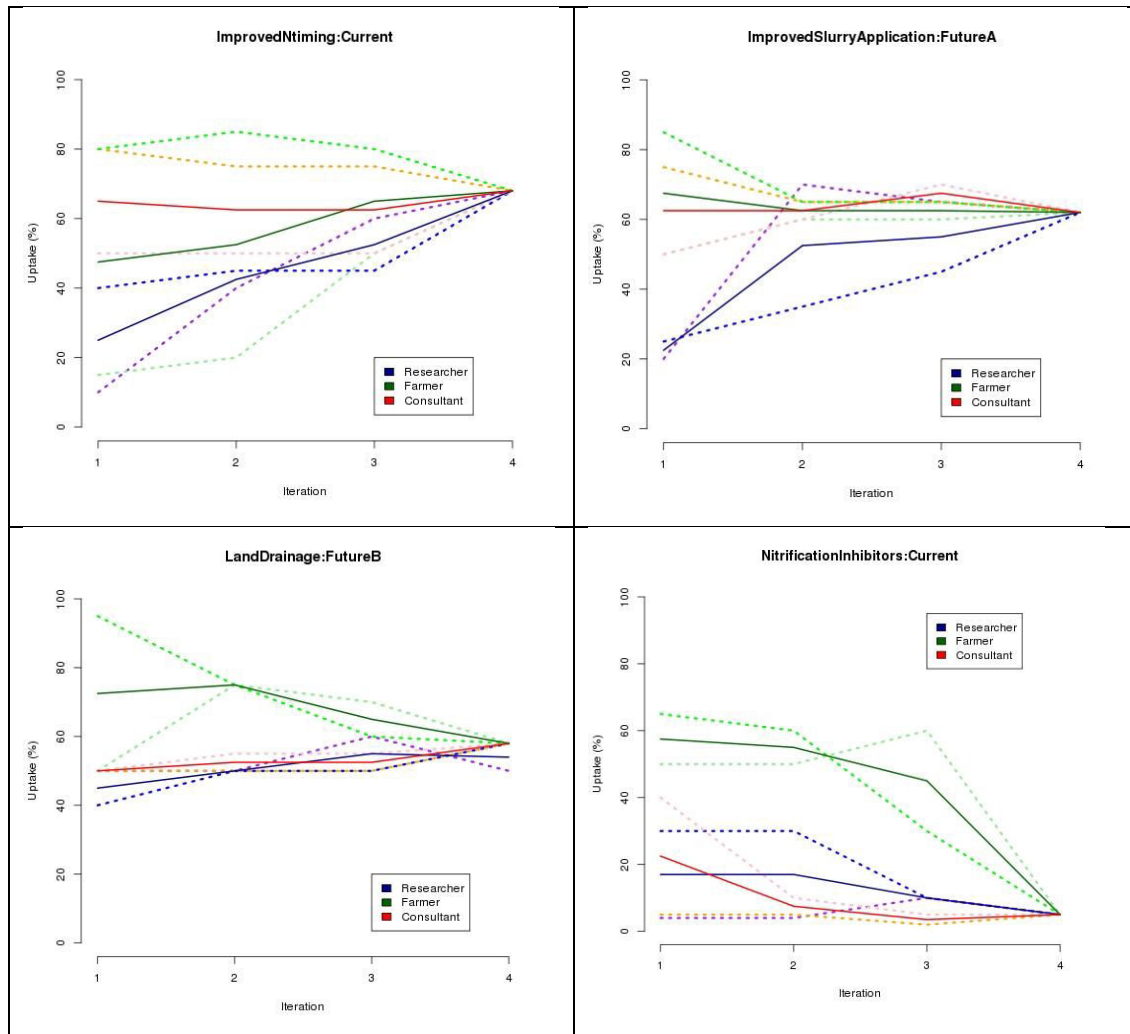 ImprovedNtiming:Current
Uptake (%)
100
80
60
40
20
0
Researcher
Farmer
Consultant
1 2 3 4
Iteration
ImprovedSlurryApplication:FutureA
Uptake (%)
100
80
60
40
20
0
Researcher
Farmer
Consultant
1 2 3 4
Iteration
LandDrainage:FutureB
Uptake (%)
100
80
60
40
20
0
Researcher
Farmer
Consultant
1 2 3 4
Iteration
NitrificationInhibitors:Current
Uptake (%)
100
80
60
40
20
0
Researcher
Farmer
Consultant
1 2 3 4
Iteration